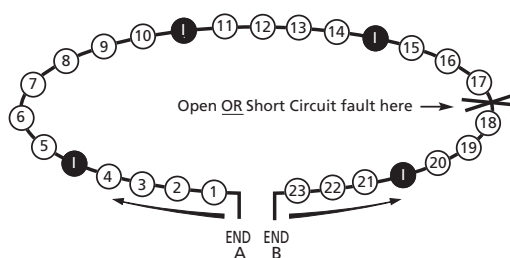 10 I 11 12 13 14 I 15
9 16
8 17
7
Open OR Short Circuit fault here
6 18
5 19
I 4 3 2 1 23 22 21 I 20
END END
A B